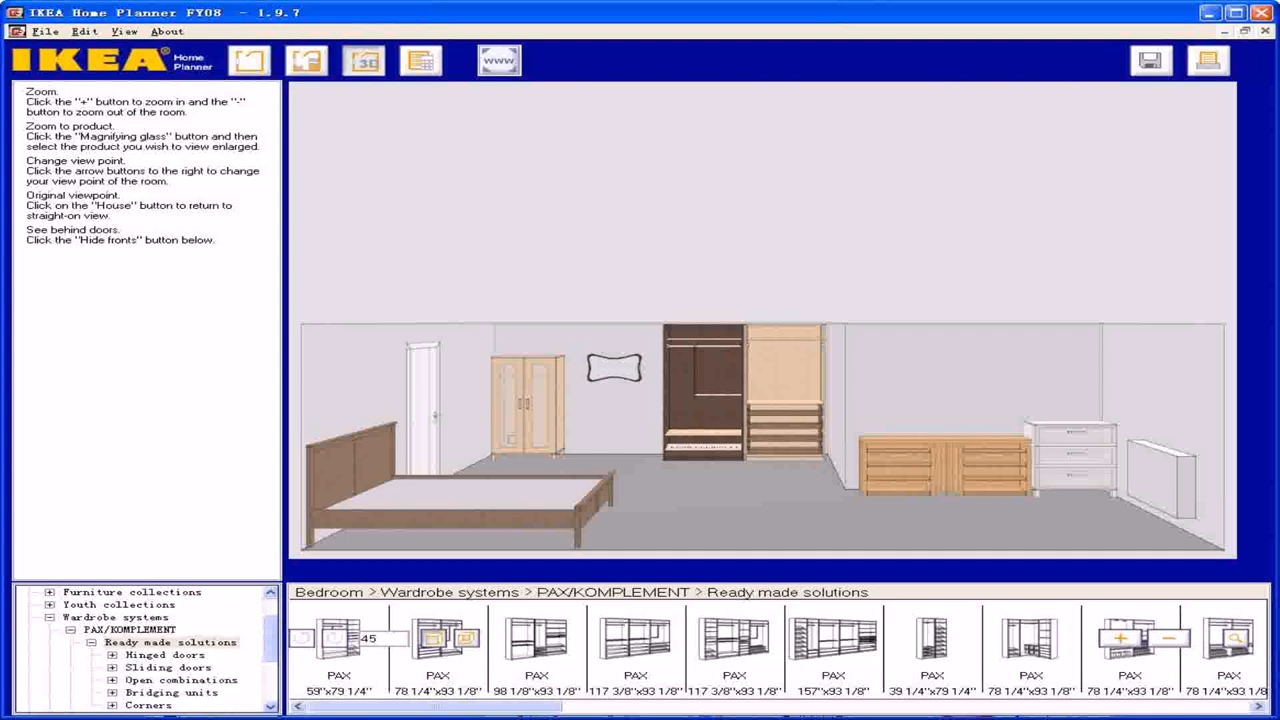 IKEA Home Planner FY08 - 1.9.7
File Edit View About
IKEA® Home Planner
3D
www
Zoom.
Click the "+" button to zoom in and the "-"
button to zoom out of the room.
Zoom to product.
Click the "Magnifying glass" button and then
select the product you wish to view enlarged.
Change view point.
Click the arrow buttons to the right to change
your view point of the room.
Original viewpoint.
Click on the "House" button to return to
straight-on view.
See behind doors.
Click the "Hide fronts" button below.
Furniture collections
Youth collections
Wardrobe systems
PAX/KOMPLEMENT
Ready made solutions
Hinged doors
Sliding doors
Open combinations
Bridging units
Corners
Bedroom > Wardrobe systems > PAX/KOMPLEMENT > Ready made solutions
45
PAX PAX PAX PAX PAX PAX PAX PAX PAX PAX
59"x79 1/4" 78 1/4"x93 1/8" 98 1/8"x93 1/8" 117 3/8"x93 1/8" 117 3/8"x93 1/8" 157"x93 1/8" 39 1/4"x79 1/4" 78 1/4"x93 1/8" 78 1/4"x93 1/8" 78 1/4"x93 1/8